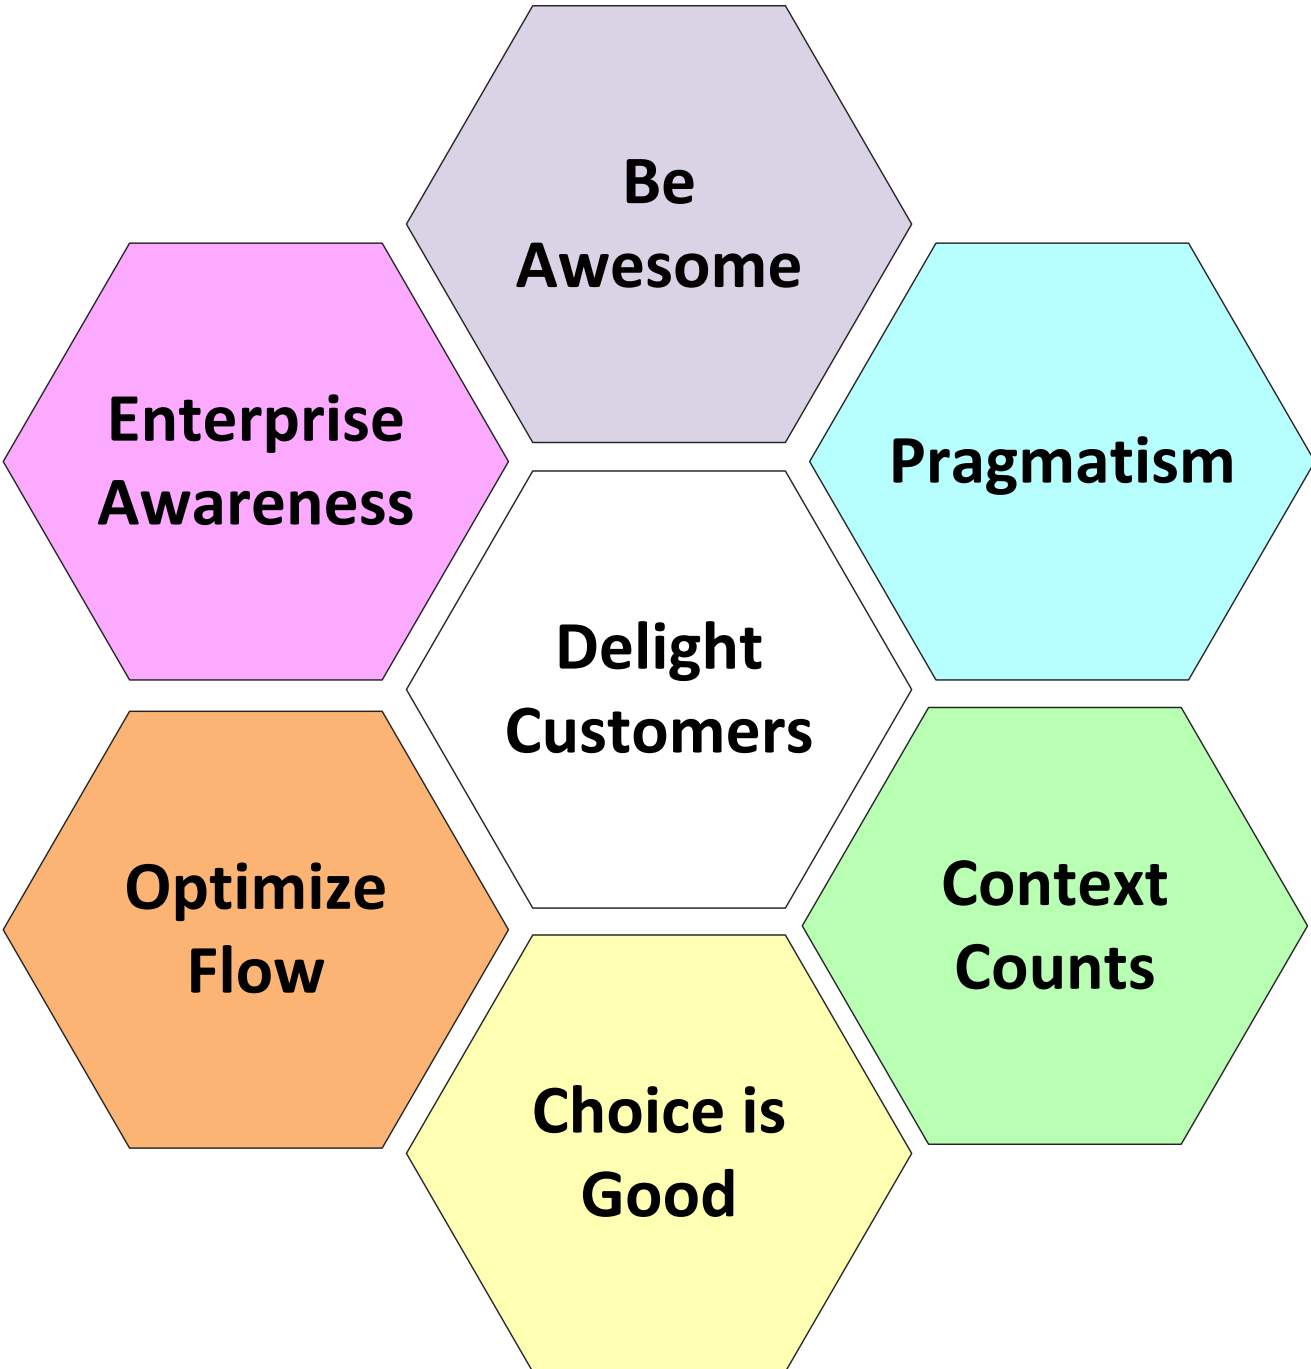 Be
Awesome
Enterprise
Awareness
Pragmatism
Delight
Customers
Optimize
Flow
Context
Counts
Choice is
Good